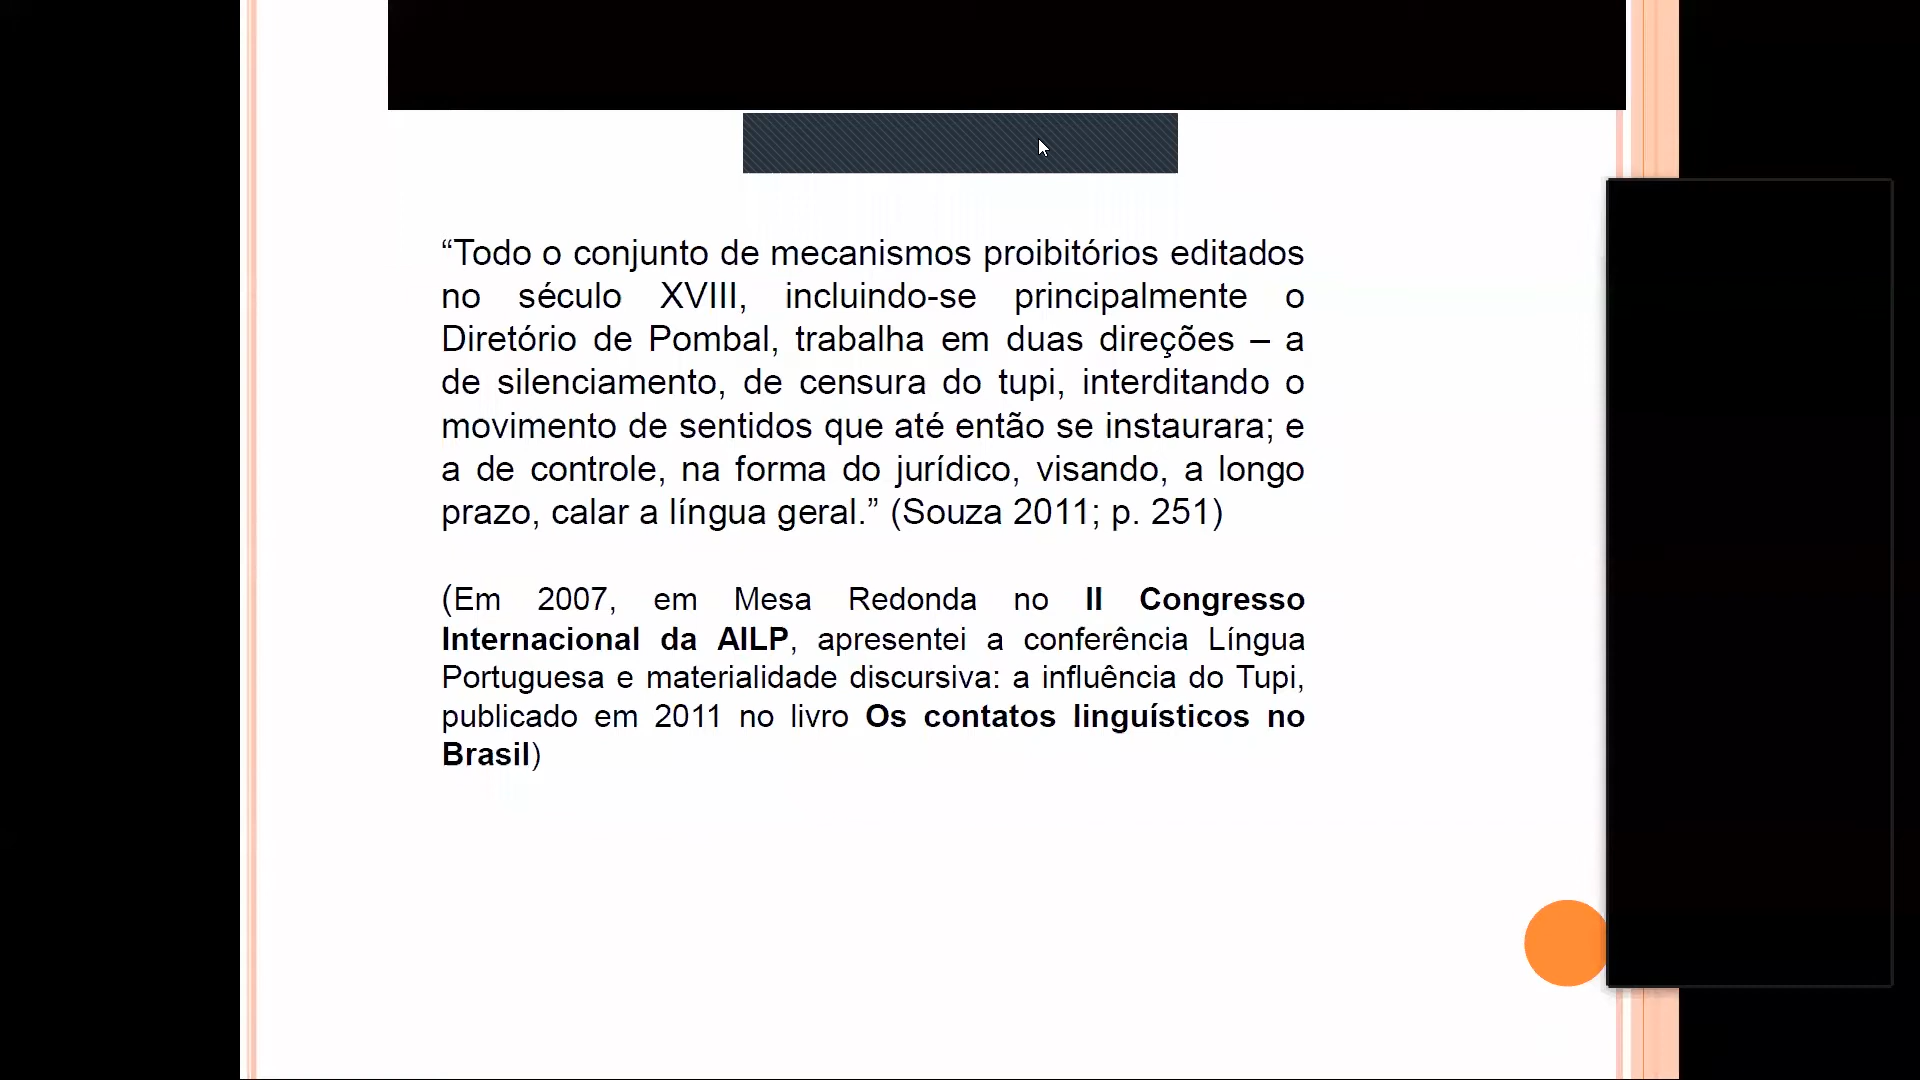 “Todo o conjunto de mecanismos proibitórios editados
no século XVIII, incluindo-se principalmente o
Diretório de Pombal, trabalha em duas direções – a
de silenciamento, de censura do tupi, interditando o
movimento de sentidos que até então se instaurara; e
a de controle, na forma do jurídico, visando, a longo
prazo, calar a língua geral.” (Souza 2011; p. 251)
(Em 2007, em Mesa Redonda no II Congresso
Internacional da AILP, apresentei a conferência Língua
Portuguesa e materialidade discursiva: a influência do Tupi,
publicado em 2011 no livro Os contatos linguísticos no
Brasil)